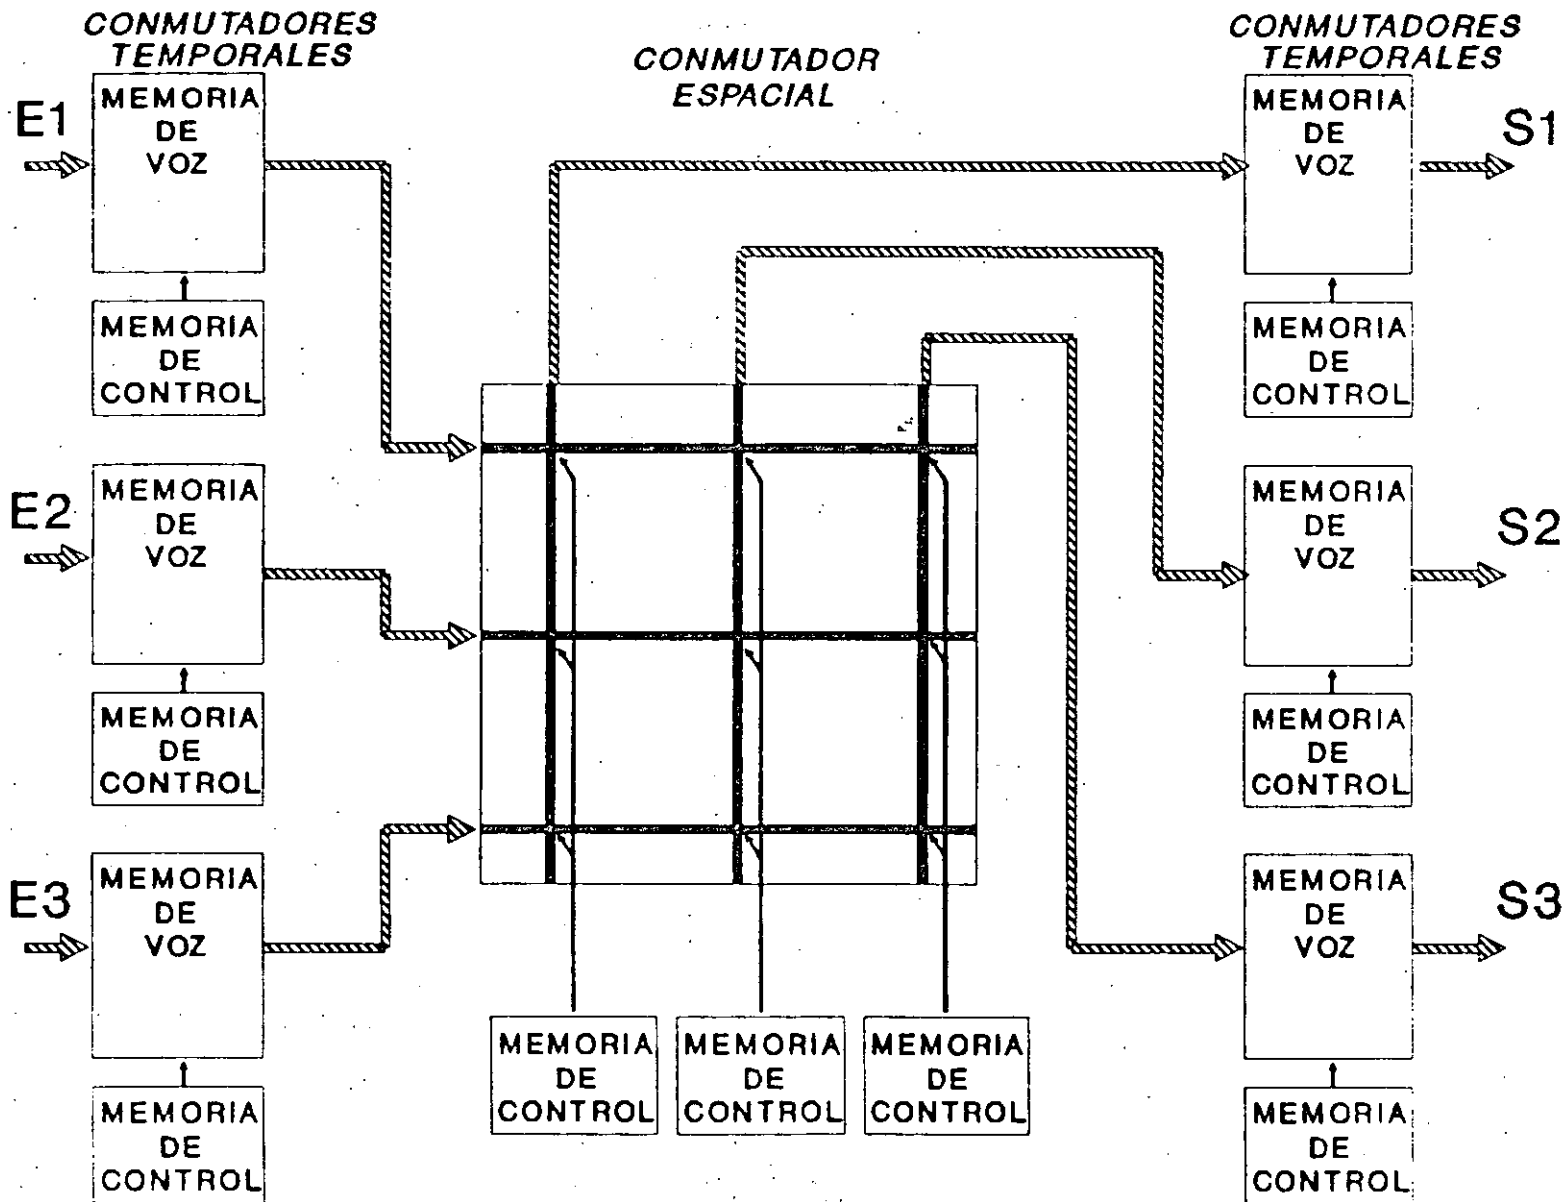 CONMUTADORES
TEMPORALES
CONMUTADOR
ESPACIAL
CONMUTADORES
TEMPORALES
E1
MEMORIA
DE
VOZ
MEMORIA
DE
CONTROL
E2
MEMORIA
DE
VOZ
MEMORIA
DE
CONTROL
E3
MEMORIA
DE
VOZ
MEMORIA
DE
CONTROL
MEMORIA
DE
CONTROL
MEMORIA
DE
CONTROL
MEMORIA
DE
CONTROL
MEMORIA
DE
VOZ
S1
MEMORIA
DE
CONTROL
MEMORIA
DE
VOZ
S2
MEMORIA
DE
CONTROL
MEMORIA
DE
VOZ
S3
MEMORIA
DE
CONTROL